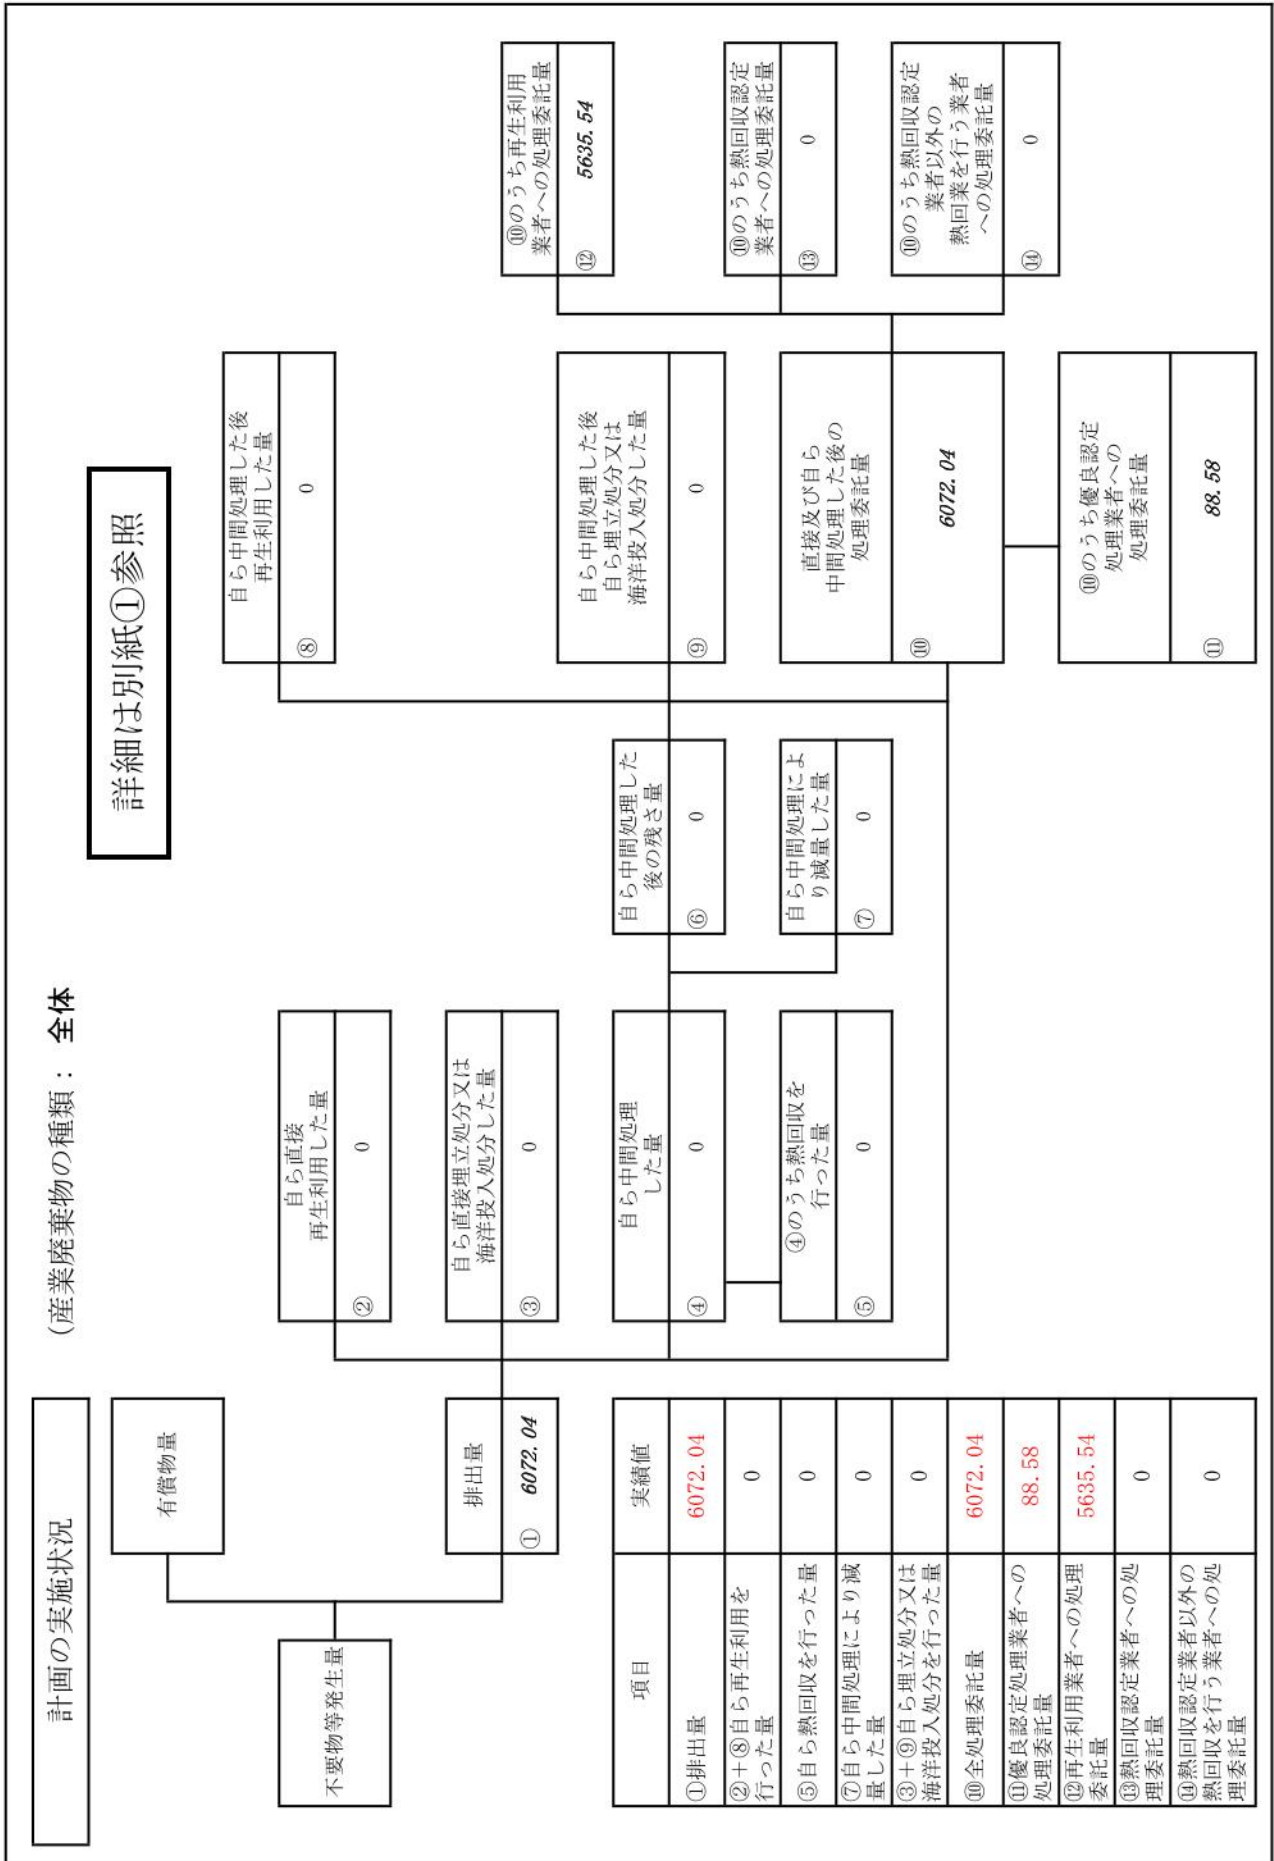 計画の実施状況
(産業廃棄物の種類： 全体
詳細は別紙①参照
不要物等発生量
有償物量
排出量
① 6072.04
自ら直接
再生利用した量
② 0
自ら直接埋立処分又は
海洋投入処分した量
③ 0
自ら中間処理
した量
④ 0
④のうち熱回収を
行った量
⑤ 0
自ら中間処理した
後の残さ量
⑥ 0
自ら中間処理によ
り減量した量
⑦ 0
自ら中間処理した後
再生利用した量
⑧ 0
自ら中間処理した後
自ら埋立処分又は
海洋投入処分した量
⑨ 0
直接及び自ら
中間処理した後の
処理委託量
⑩ 6072.04
⑩のうち優良認定
処理業者への
処理委託量
⑪ 88.58
⑩のうち再生利用
業者への処理委託量
⑫ 5635.54
⑩のうち熱回収認定
業者への処理委託量
⑬ 0
⑩のうち熱回収認定
業者以外の
熱回業を行う業者
への処理委託量
⑭ 0
項目 実績値
①排出量 6072.04
②＋⑧自ら再生利用を
行った量 0
⑤自ら熱回収を行った量 0
⑦自ら中間処理により減
量した量 0
③＋⑨自ら埋立処分又は
海洋投入処分を行った量 0
⑩全処理委託量 6072.04
⑪優良認定処理業者への
処理委託量 88.58
⑫再生利用業者への処理
委託量 5635.54
⑬熱回収認定業者への処
理委託量 0
⑭熱回収認定業者以外の
熱回収を行う業者への処
理委託量 0